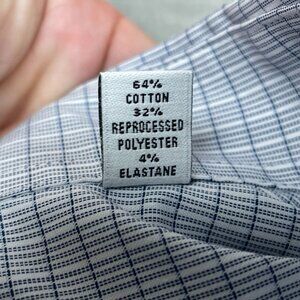 64%
COTTON
32%
REPROCESSED
POLYESTER
4%
ELASTANE